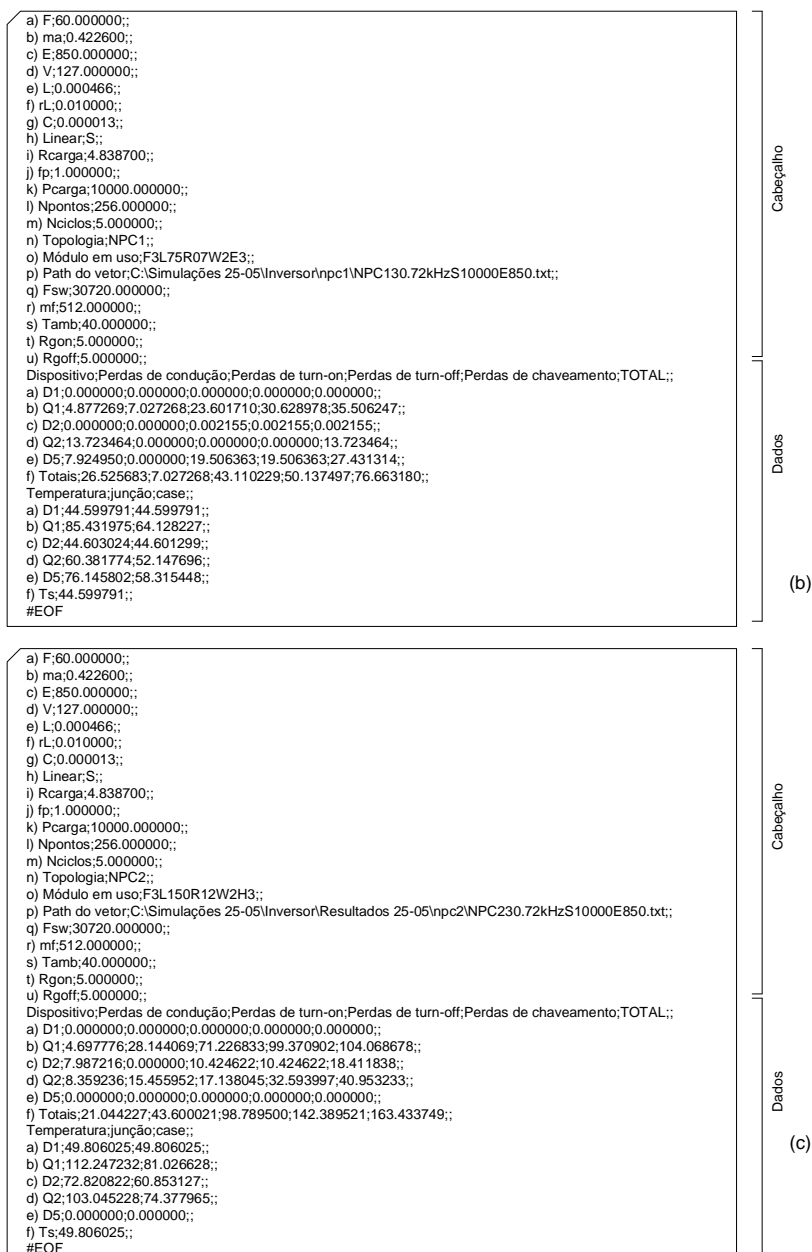 a) F;60.000000;;
b) ma;0.422600;;
c) E;850.000000;;
d) V;127.000000;;
e) L;0.000466;;
f) rL;0.010000;;
g) C;0.000013;;
h) Linear;S;;
i) Rcarga;4.838700;;
j) fp;1.000000;;
k) Pcarga;10000.000000;;
l) Npontos;256.000000;;
m) Nciclos;5.000000;;
n) Topologia;NPC1;;
o) Módulo em uso;F3L75R07W2E3;;
p) Path do vetor;C:\Simulações 25-05\Inversor\npc1\NPC130.72kHzS10000E850.txt;;
q) Fsw;30720.000000;;
r) mf;512.000000;;
s) Tamb;40.000000;;
t) Rgon;5.000000;;
u) Rgoff;5.000000;;
Cabeçalho
Dispositivo;Perdas de condução;Perdas de turn-on;Perdas de turn-off;Perdas de chaveamento;TOTAL;;
a) D1;0.000000;0.000000;0.000000;0.000000;0.000000;;
b) Q1;4.877269;7.027268;23.601710;30.628978;35.506247;;
c) D2;0.000000;0.000000;0.002155;0.002155;0.002155;;
d) Q2;13.723464;0.000000;0.000000;0.000000;13.723464;;
e) D5;7.924950;0.000000;19.506363;19.506363;27.431314;;
f) Totais;26.525683;7.027268;43.110229;50.137497;76.663180;;
Temperatura;junção;case;;
a) D1;44.599791;44.599791;;
b) Q1;85.431975;64.128227;;
c) D2;44.603024;44.601299;;
d) Q2;60.381774;52.147696;;
e) D5;76.145802;58.315448;;
f) Ts;44.599791;;
#EOF
Dados
(b)
a) F;60.000000;;
b) ma;0.422600;;
c) E;850.000000;;
d) V;127.000000;;
e) L;0.000466;;
f) rL;0.010000;;
g) C;0.000013;;
h) Linear;S;;
i) Rcarga;4.838700;;
j) fp;1.000000;;
k) Pcarga;10000.000000;;
l) Npontos;256.000000;;
m) Nciclos;5.000000;;
n) Topologia;NPC2;;
o) Módulo em uso;F3L150R12W2H3;;
p) Path do vetor;C:\Simulações 25-05\Inversor\Resultados 25-05\npc2\NPC230.72kHzS10000E850.txt;;
q) Fsw;30720.000000;;
r) mf;512.000000;;
s) Tamb;40.000000;;
t) Rgon;5.000000;;
u) Rgoff;5.000000;;
Cabeçalho
Dispositivo;Perdas de condução;Perdas de turn-on;Perdas de turn-off;Perdas de chaveamento;TOTAL;;
a) D1;0.000000;0.000000;0.000000;0.000000;0.000000;;
b) Q1;4.697776;28.144069;71.226833;99.370902;104.068678;;
c) D2;7.987216;0.000000;10.424622;10.424622;18.411838;;
d) Q2;8.359236;15.455952;17.138045;32.593997;40.953233;;
e) D5;0.000000;0.000000;0.000000;0.000000;0.000000;;
f) Totais;21.044227;43.600021;98.789500;142.389521;163.433749;;
Temperatura;junção;case;;
a) D1;49.806025;49.806025;;
b) Q1;112.247232;81.026628;;
c) D2;72.820822;60.853127;;
d) Q2;103.045228;74.377965;;
e) D5;0.000000;0.000000;;
f) Ts;49.806025;;
#EOF
Dados
(c)